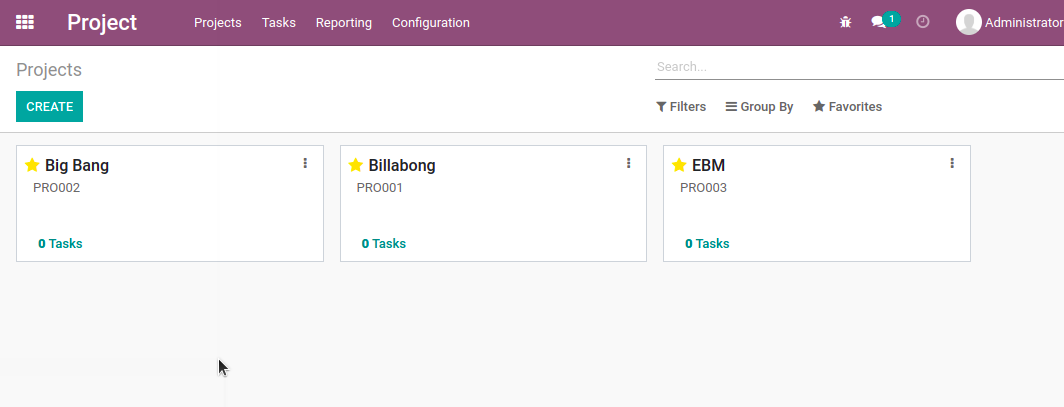 Project Projects Tasks Reporting Configuration 1 Administrator
Projects
Search...
CREATE
Filters Group By Favorites
Big Bang
PRO002
0 Tasks
Billabong
PRO001
0 Tasks
EBM
PRO003
0 Tasks